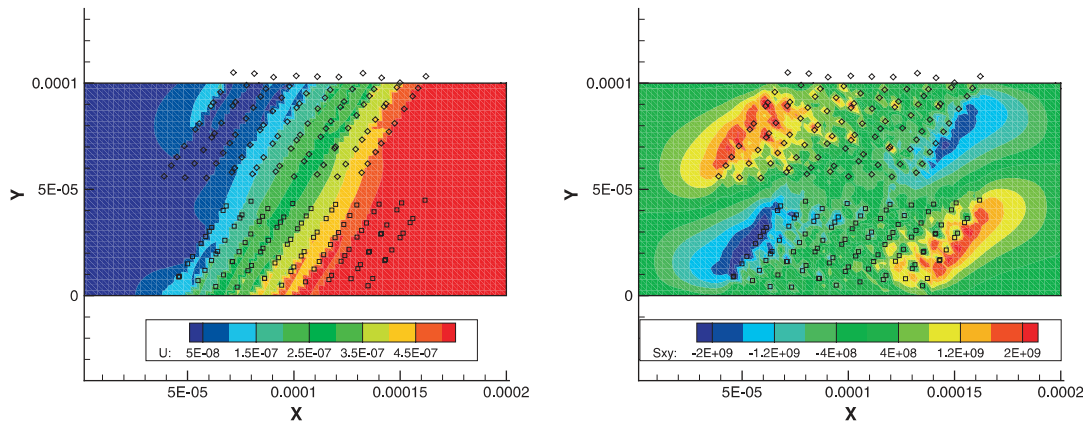 0.0001
Y
5E-05
0
U:
5E-08
1.5E-07
2.5E-07
3.5E-07
4.5E-07
5E-05
0.0001
0.00015
0.0002
X
0.0001
Y
5E-05
0
Sxy:
-2E+09
-1.2E+09
-4E+08
4E+08
1.2E+09
2E+09
5E-05
0.0001
0.00015
0.0002
X